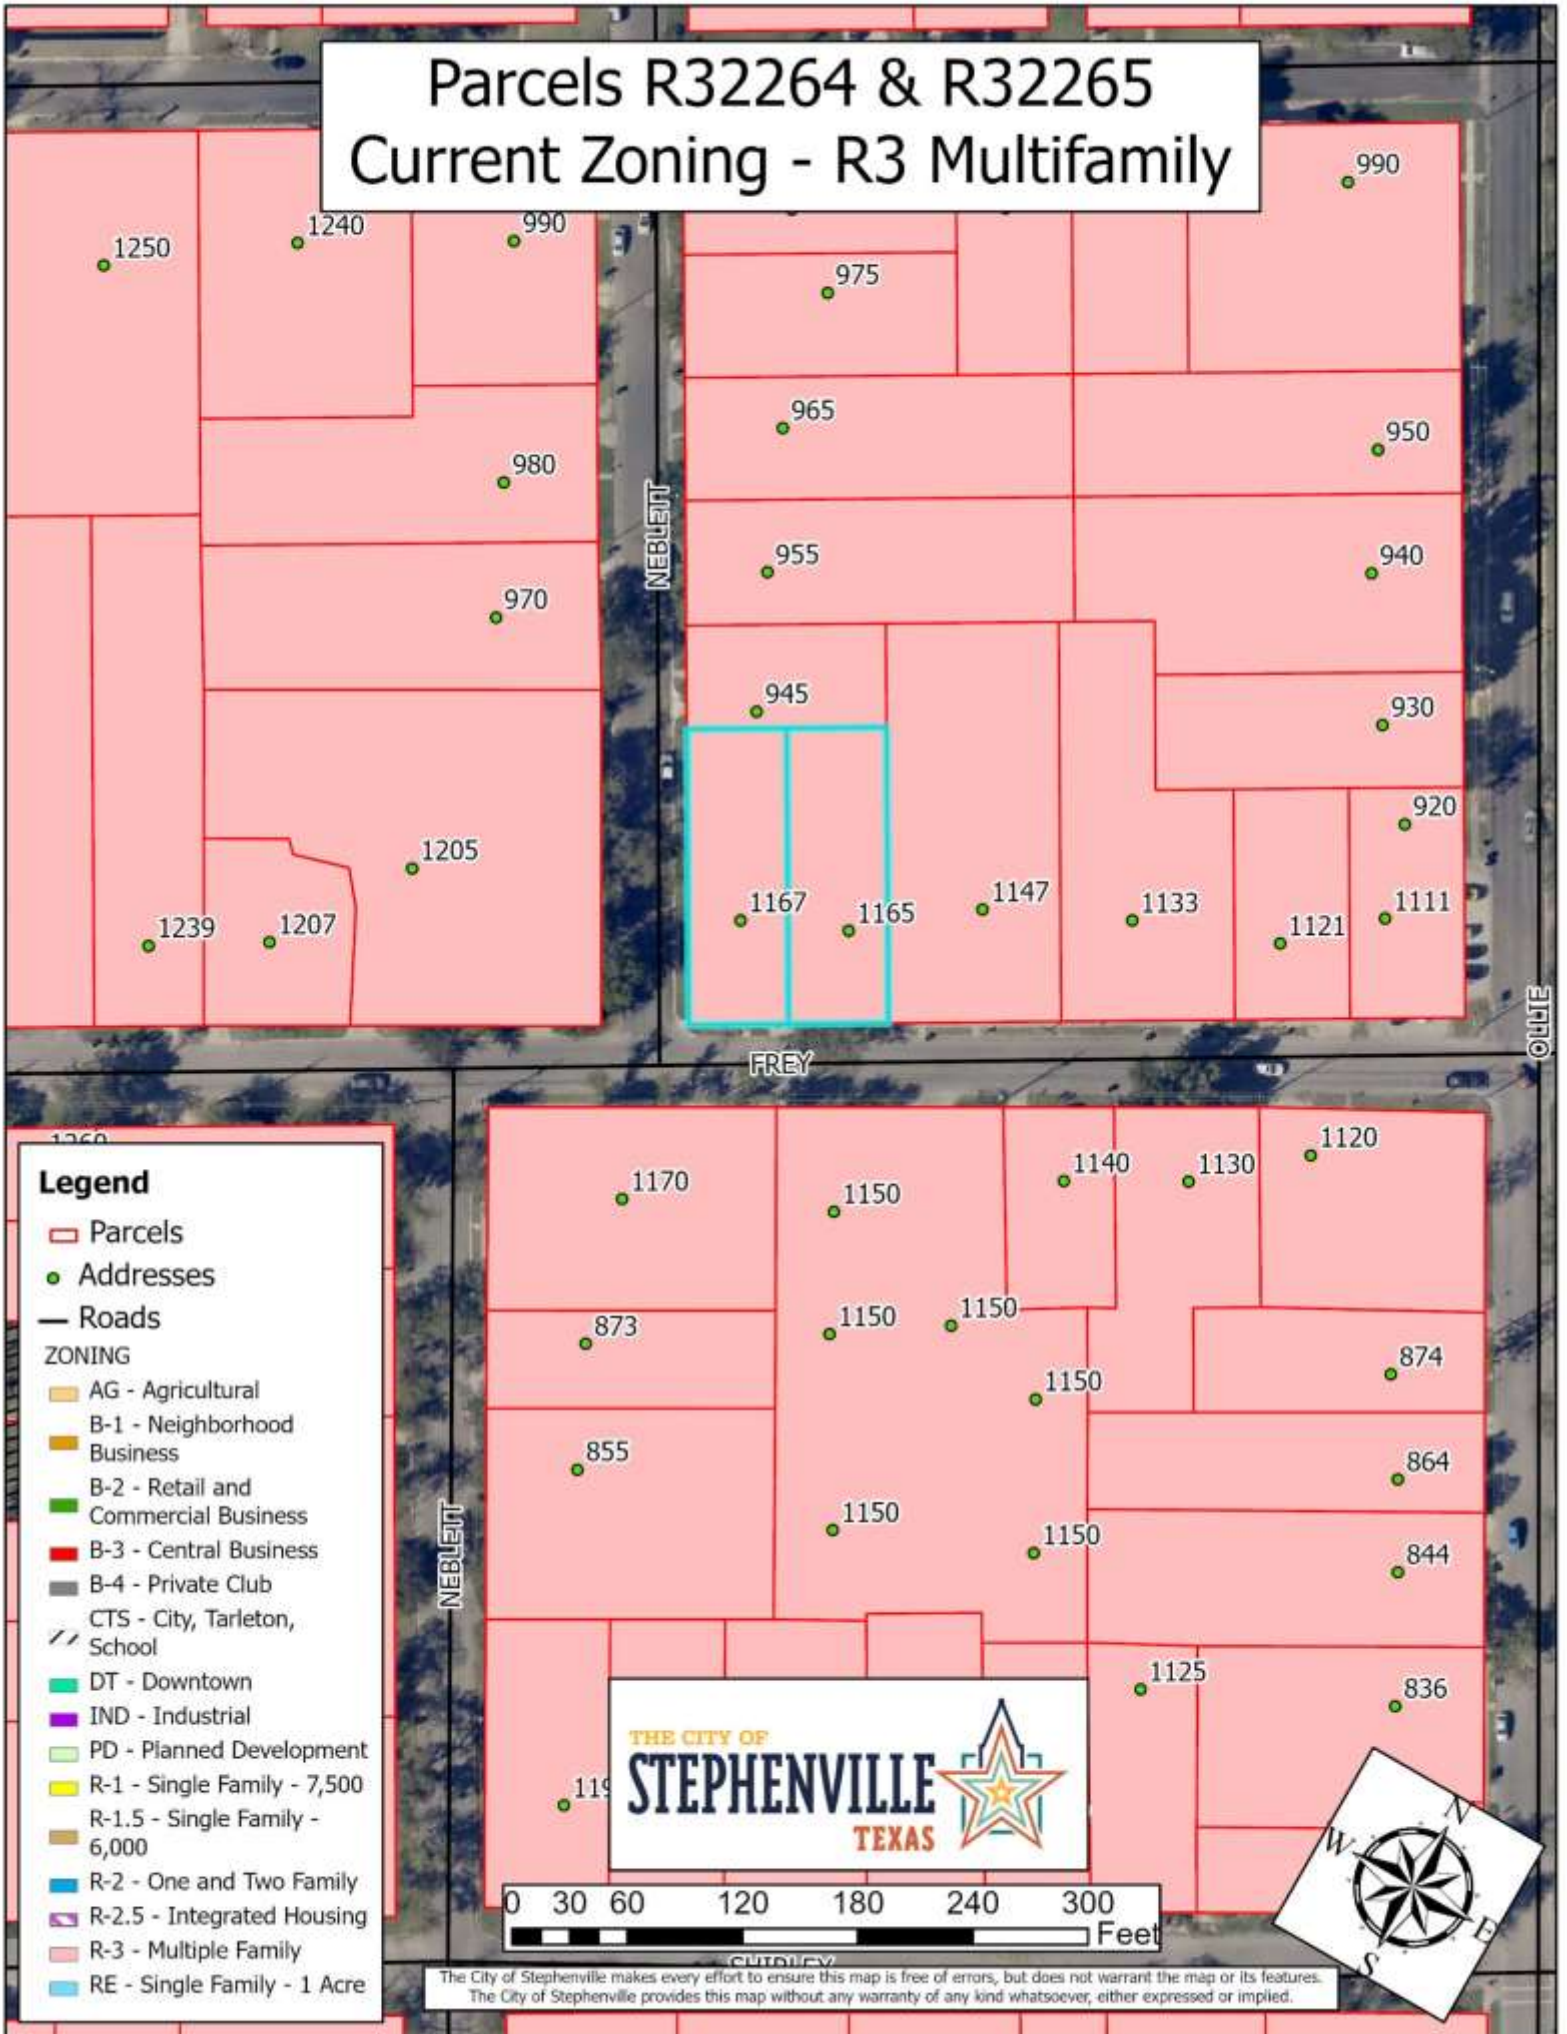 Parcels R32264 & R32265
Current Zoning - R3 Multifamily
990
1250
1240
990
975
965
950
980
955
940
970
945
930
920
1205
1167
1165
1147
1133
1121
1111
1239
1207
NEBLETT
OLLIE
FREY
1260
1170
1150
1140
1130
1120
873
1150
1150
874
1150
855
864
1150
1150
844
1125
836
NEBLETT
Legend
Parcels
Addresses
Roads
ZONING
AG - Agricultural
B-1 - Neighborhood
Business
B-2 - Retail and
Commercial Business
B-3 - Central Business
B-4 - Private Club
CTS - City, Tarleton,
School
DT - Downtown
IND - Industrial
PD - Planned Development
R-1 - Single Family - 7,500
R-1.5 - Single Family -
6,000
R-2 - One and Two Family
R-2.5 - Integrated Housing
R-3 - Multiple Family
RE - Single Family - 1 Acre
THE CITY OF
STEPHENVILLE
TEXAS
N
W
E
S
0 30 60 120 180 240 300
Feet
SHIRLEY
The City of Stephenville makes every effort to ensure this map is free of errors, but does not warrant the map or its features.
The City of Stephenville provides this map without any warranty of any kind whatsoever, either expressed or implied.